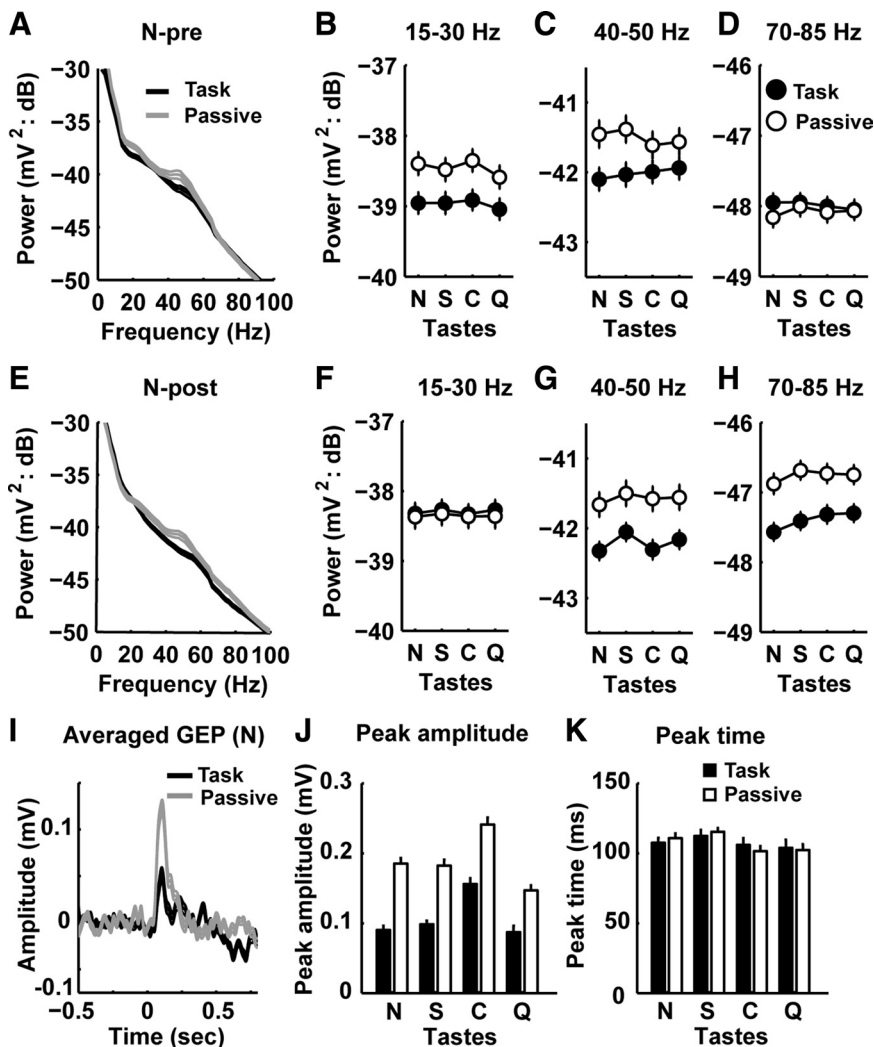 A N-pre
Power (mV²: dB)
−30
−35
−40
−45
−50
Task
Passive
0 20 40 60 80 100
Frequency (Hz)
B 15-30 Hz
Power (mV²: dB)
−37
−38
−39
−40
N S C Q
Tastes
C 40-50 Hz
−41
−42
−43
N S C Q
Tastes
D 70-85 Hz
−46
−47
−48
−49
Task
Passive
N S C Q
Tastes
E N-post
Power (mV²: dB)
−30
−35
−40
−45
−50
0 20 40 60 80 100
Frequency (Hz)
F 15-30 Hz
Power (mV²: dB)
−37
−38
−39
−40
N S C Q
Tastes
G 40-50 Hz
−41
−42
−43
N S C Q
Tastes
H 70-85 Hz
−46
−47
−48
−49
N S C Q
Tastes
I Averaged GEP (N)
Amplitude (mV)
0.1
0
-0.1
Task
Passive
−0.5 0 0.5
Time (sec)
J Peak amplitude
Peak amplitude (mV)
0.3
0.2
0.1
0
N S C Q
Tastes
K Peak time
Peak time (ms)
150
100
50
0
Task
Passive
N S C Q
Tastes